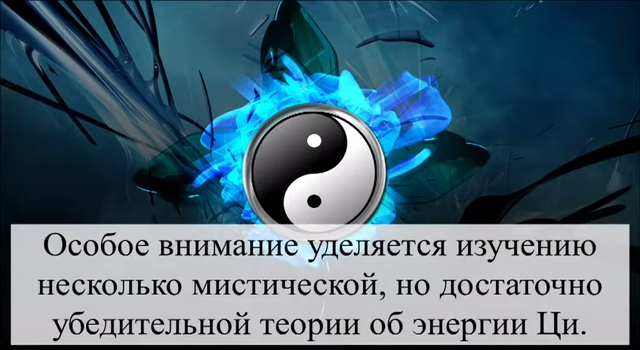 Особое внимание уделяется изучению
несколько мистической, но достаточно
убедительной теории об энергии Ци.